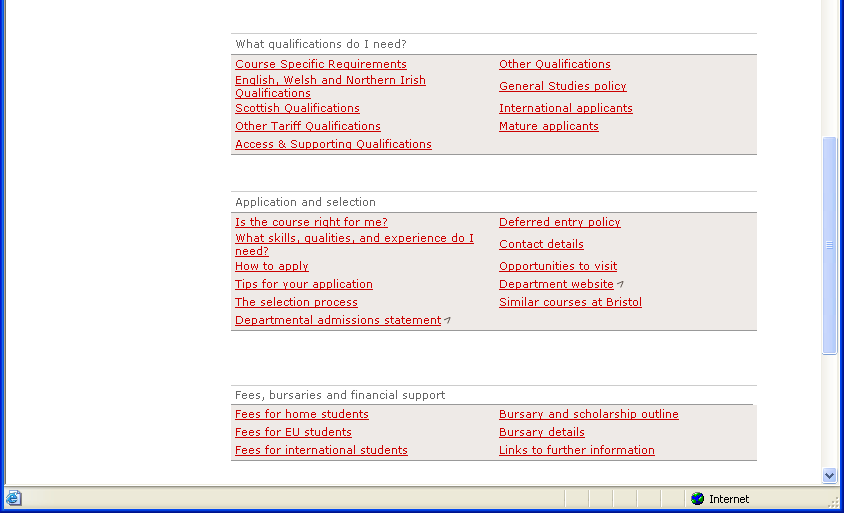 What qualifications do I need?
Course Specific Requirements
English, Welsh and Northern Irish
Qualifications
Scottish Qualifications
Other Tariff Qualifications
Access & Supporting Qualifications
Other Qualifications
General Studies policy
International applicants
Mature applicants
Application and selection
Is the course right for me?
What skills, qualities, and experience do I
need?
How to apply
Tips for your application
The selection process
Departmental admissions statement
Deferred entry policy
Contact details
Opportunities to visit
Department website
Similar courses at Bristol
Fees, bursaries and financial support
Fees for home students
Fees for EU students
Fees for international students
Bursary and scholarship outline
Bursary details
Links to further information
Internet